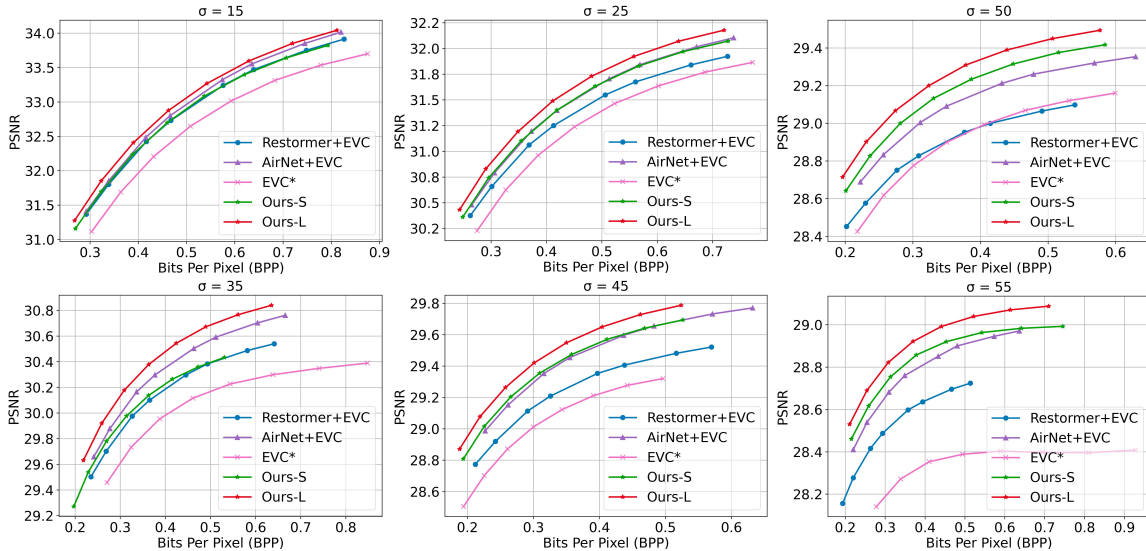 σ = 15
PSNR
34.0
33.5
33.0
32.5
32.0
31.5
31.0
0.3 0.4 0.5 0.6 0.7 0.8 0.9
Bits Per Pixel (BPP)
Restormer+EVC
AirNet+EVC
EVC*
Ours-S
Ours-L
σ = 25
PSNR
32.2
32.0
31.8
31.5
31.2
31.0
30.8
30.5
30.2
0.3 0.4 0.5 0.6 0.7
Bits Per Pixel (BPP)
Restormer+EVC
AirNet+EVC
EVC*
Ours-S
Ours-L
σ = 50
PSNR
29.4
29.2
29.0
28.8
28.6
28.4
0.2 0.3 0.4 0.5 0.6
Bits Per Pixel (BPP)
Restormer+EVC
AirNet+EVC
EVC*
Ours-S
Ours-L
σ = 35
PSNR
30.8
30.6
30.4
30.2
30.0
29.8
29.6
29.4
29.2
0.2 0.3 0.4 0.5 0.6 0.7 0.8
Bits Per Pixel (BPP)
Restormer+EVC
AirNet+EVC
EVC*
Ours-S
Ours-L
σ = 45
PSNR
29.8
29.6
29.4
29.2
29.0
28.8
28.6
0.2 0.3 0.4 0.5 0.6
Bits Per Pixel (BPP)
Restormer+EVC
AirNet+EVC
EVC*
Ours-S
Ours-L
σ = 55
PSNR
29.0
28.8
28.6
28.4
28.2
0.2 0.3 0.4 0.5 0.6 0.7 0.8 0.9
Bits Per Pixel (BPP)
Restormer+EVC
AirNet+EVC
EVC*
Ours-S
Ours-L